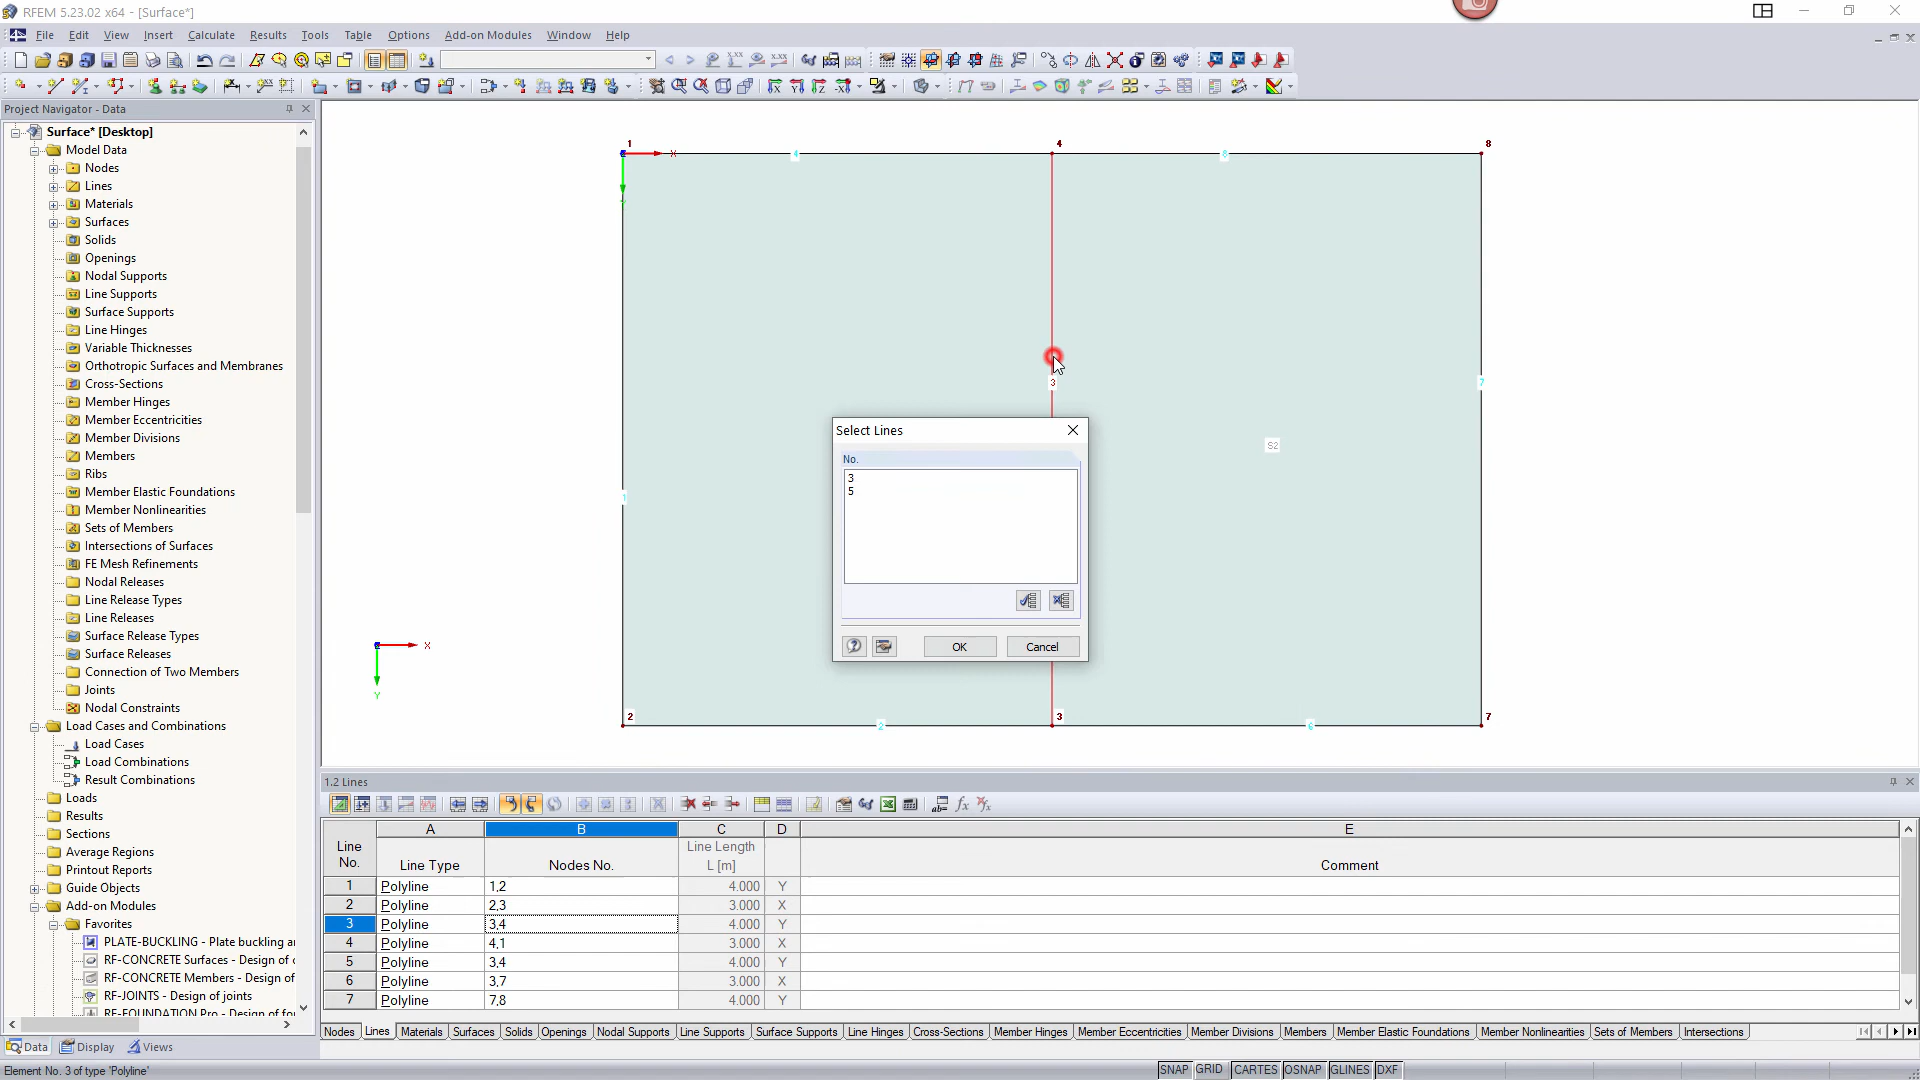 RFEM 5.23.02 x64 - [Surface*]
File Edit View Insert Calculate Results Tools Table Options Add-on Modules Window Help
Project Navigator - Data
Surface* [Desktop]
Model Data
Nodes
Lines
Materials
Surfaces
Solids
Openings
Nodal Supports
Line Supports
Surface Supports
Line Hinges
Variable Thicknesses
Orthotropic Surfaces and Membranes
Cross-Sections
Member Hinges
Member Eccentricities
Member Divisions
Members
Ribs
Member Elastic Foundations
Member Nonlinearities
Sets of Members
Intersections of Surfaces
FE Mesh Refinements
Nodal Releases
Line Release Types
Line Releases
Surface Release Types
Surface Releases
Connection of Two Members
Joints
Nodal Constraints
Load Cases and Combinations
Load Cases
Load Combinations
Result Combinations
Loads
Results
Sections
Average Regions
Printout Reports
Guide Objects
Add-on Modules
Favorites
PLATE-BUCKLING - Plate buckling ar
RF-CONCRETE Surfaces - Design of c
RF-CONCRETE Members - Design of
RF-JOINTS - Design of joints
RF-FOUNDATION Pro - Design of fo
Data Display Views
1 4 8
X 4 8
Y
3 7
S2
1
X
Y
2 3 7
2 6
Select Lines
No.
3
5
OK Cancel
1.2 Lines
A B C D E
Line No. Line Type Nodes No. Line Length L [m] Comment
1 Polyline 1,2 4.000 Y
2 Polyline 2,3 3.000 X
3 Polyline 3,4 4.000 Y
4 Polyline 4,1 3.000 X
5 Polyline 3,4 4.000 Y
6 Polyline 3,7 3.000 X
7 Polyline 7,8 4.000 Y
Nodes Lines Materials Surfaces Solids Openings Nodal Supports Line Supports Surface Supports Line Hinges Cross-Sections Member Hinges Member Eccentricities Member Divisions Members Member Elastic Foundations Member Nonlinearities Sets of Members Intersections
Element No. 3 of type 'Polyline'
SNAP GRID CARTES OSNAP GLINES DXF